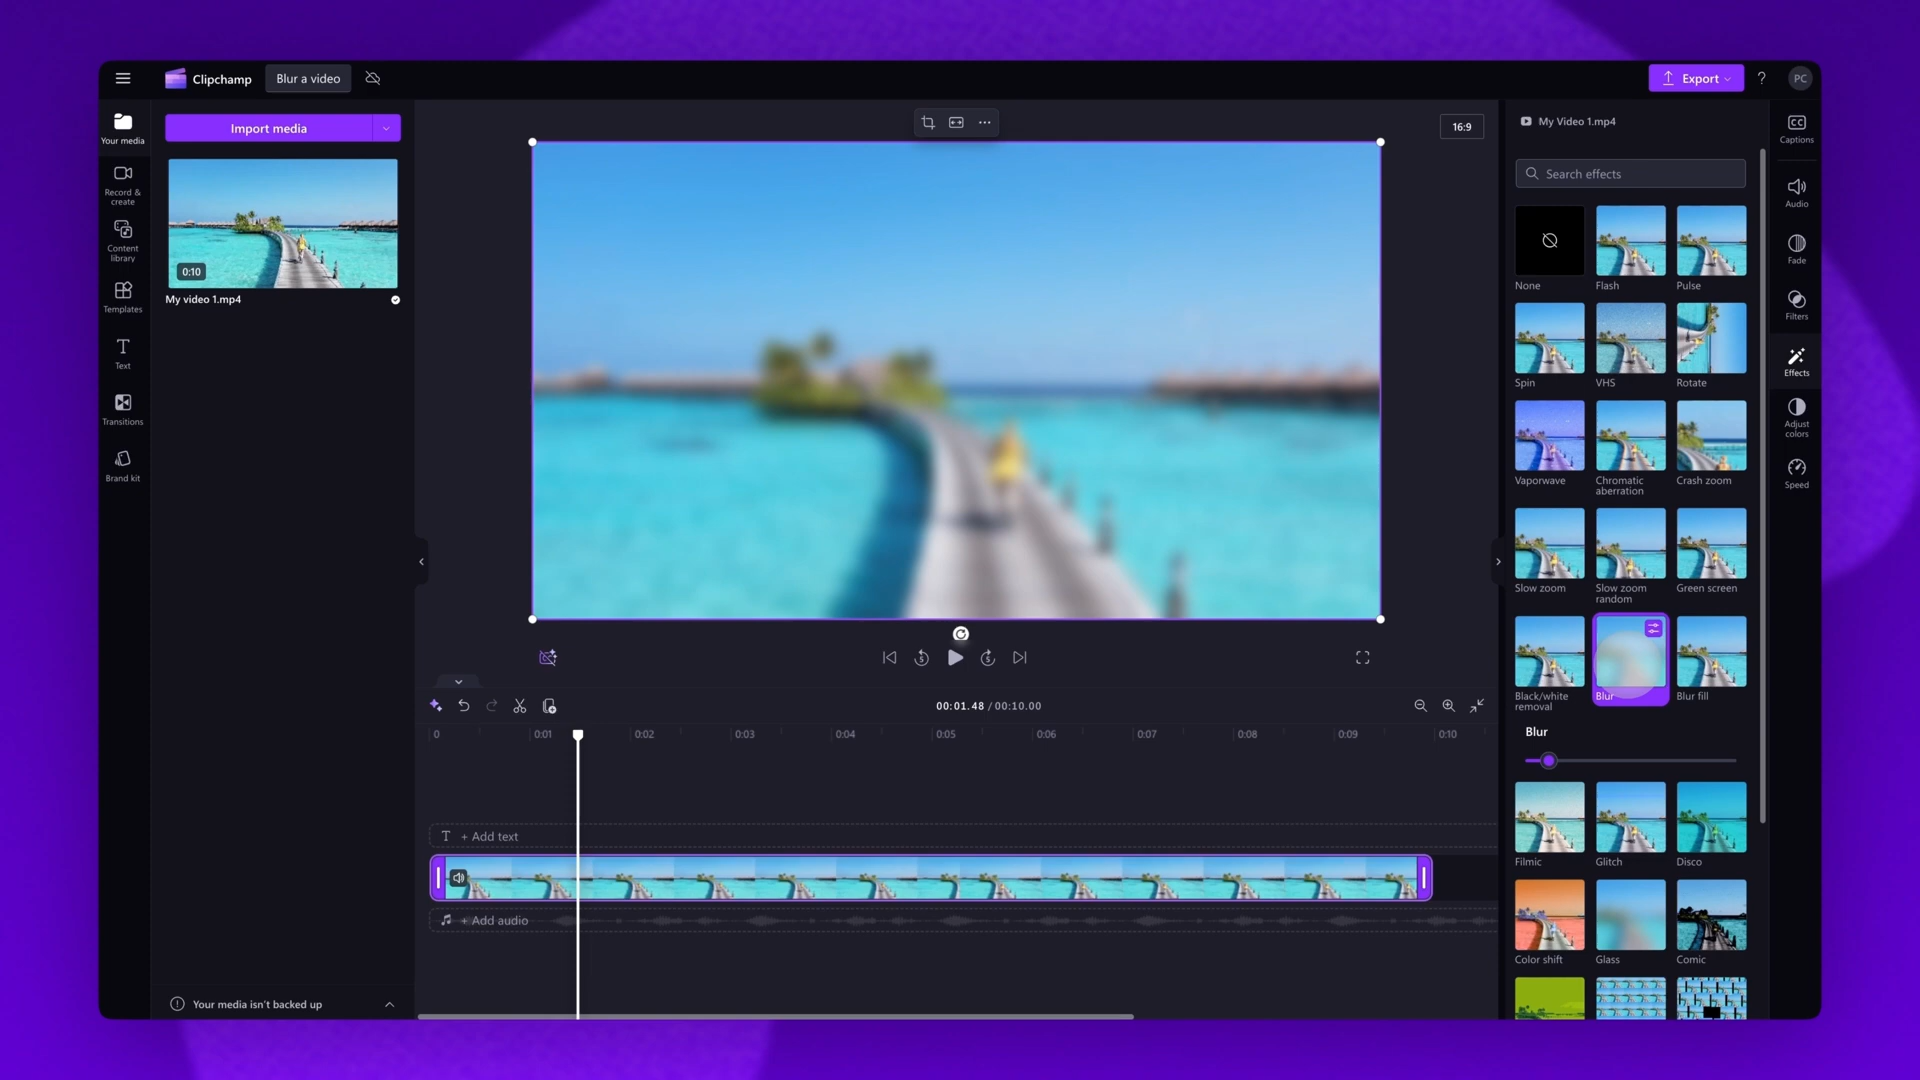 Clipchamp
Blur a video
Export
?
PC
Your media
Record &
create
Content
library
Templates
Text
Transitions
Brand kit
Import media
0:10
My video 1.mp4
Your media isn't backed up
16:9
5
5
00:01.48 / 00:10.00
0
0:01
0:02
0:03
0:04
0:05
0:06
0:07
0:08
0:09
0:10
T + Add text
+ Add audio
My Video 1.mp4
Search effects
None
Flash
Pulse
Spin
VHS
Rotate
Vaporwave
Chromatic
aberration
Crash zoom
Slow zoom
Slow zoom
random
Green screen
Black/white
removal
Blur
Blur fill
Blur
Filmic
Glitch
Disco
Color shift
Glass
Comic
CC
Captions
Audio
Fade
Filters
Effects
Adjust
colors
Speed